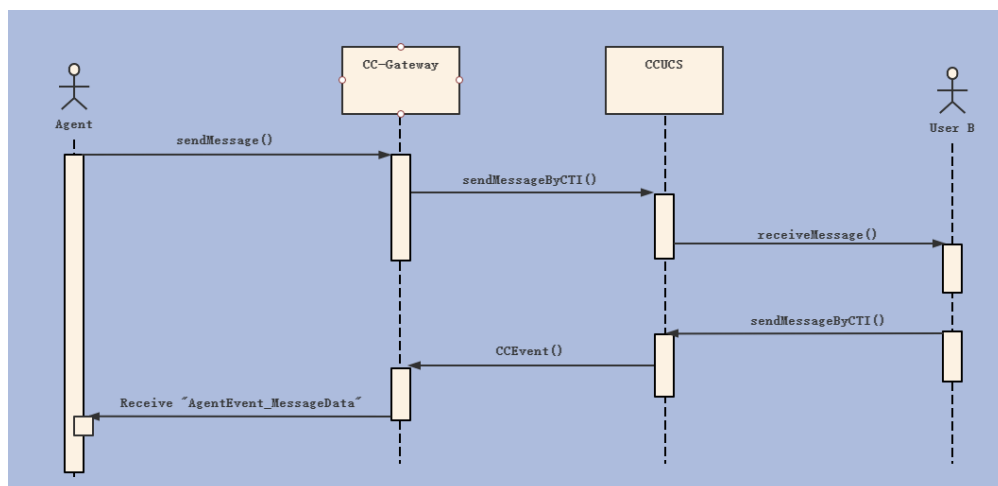 CC-Gateway
CCUCS
Agent
User B
sendMessage()
sendMessageByCTI()
receiveMessage()
sendMessageByCTI()
CCEvent()
Receive "AgentEvent_MessageData"